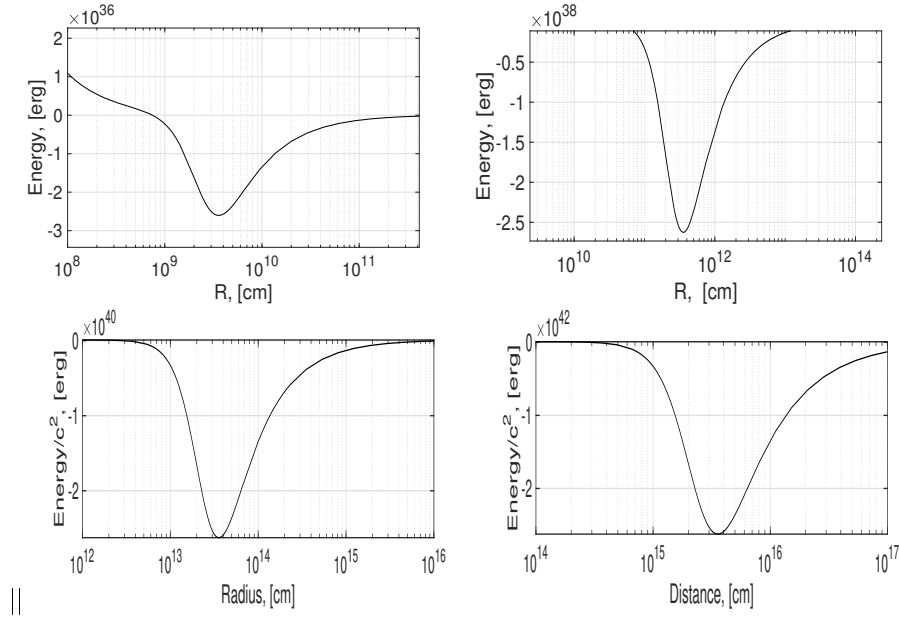 ×10^36
2
1
0
-1
-2
-3
Energy, [erg]
10^8 10^9 10^10 10^11
R, [cm]
×10^38
-0.5
-1
-1.5
-2
-2.5
Energy, [erg]
10^10 10^12 10^14
R, [cm]
×10^40
0
-1
-2
Energy/c^2, [erg]
10^12 10^13 10^14 10^15 10^16
Radius, [cm]
×10^42
0
-1
-2
Energy/c^2, [erg]
10^14 10^15 10^16 10^17
Distance, [cm]
||